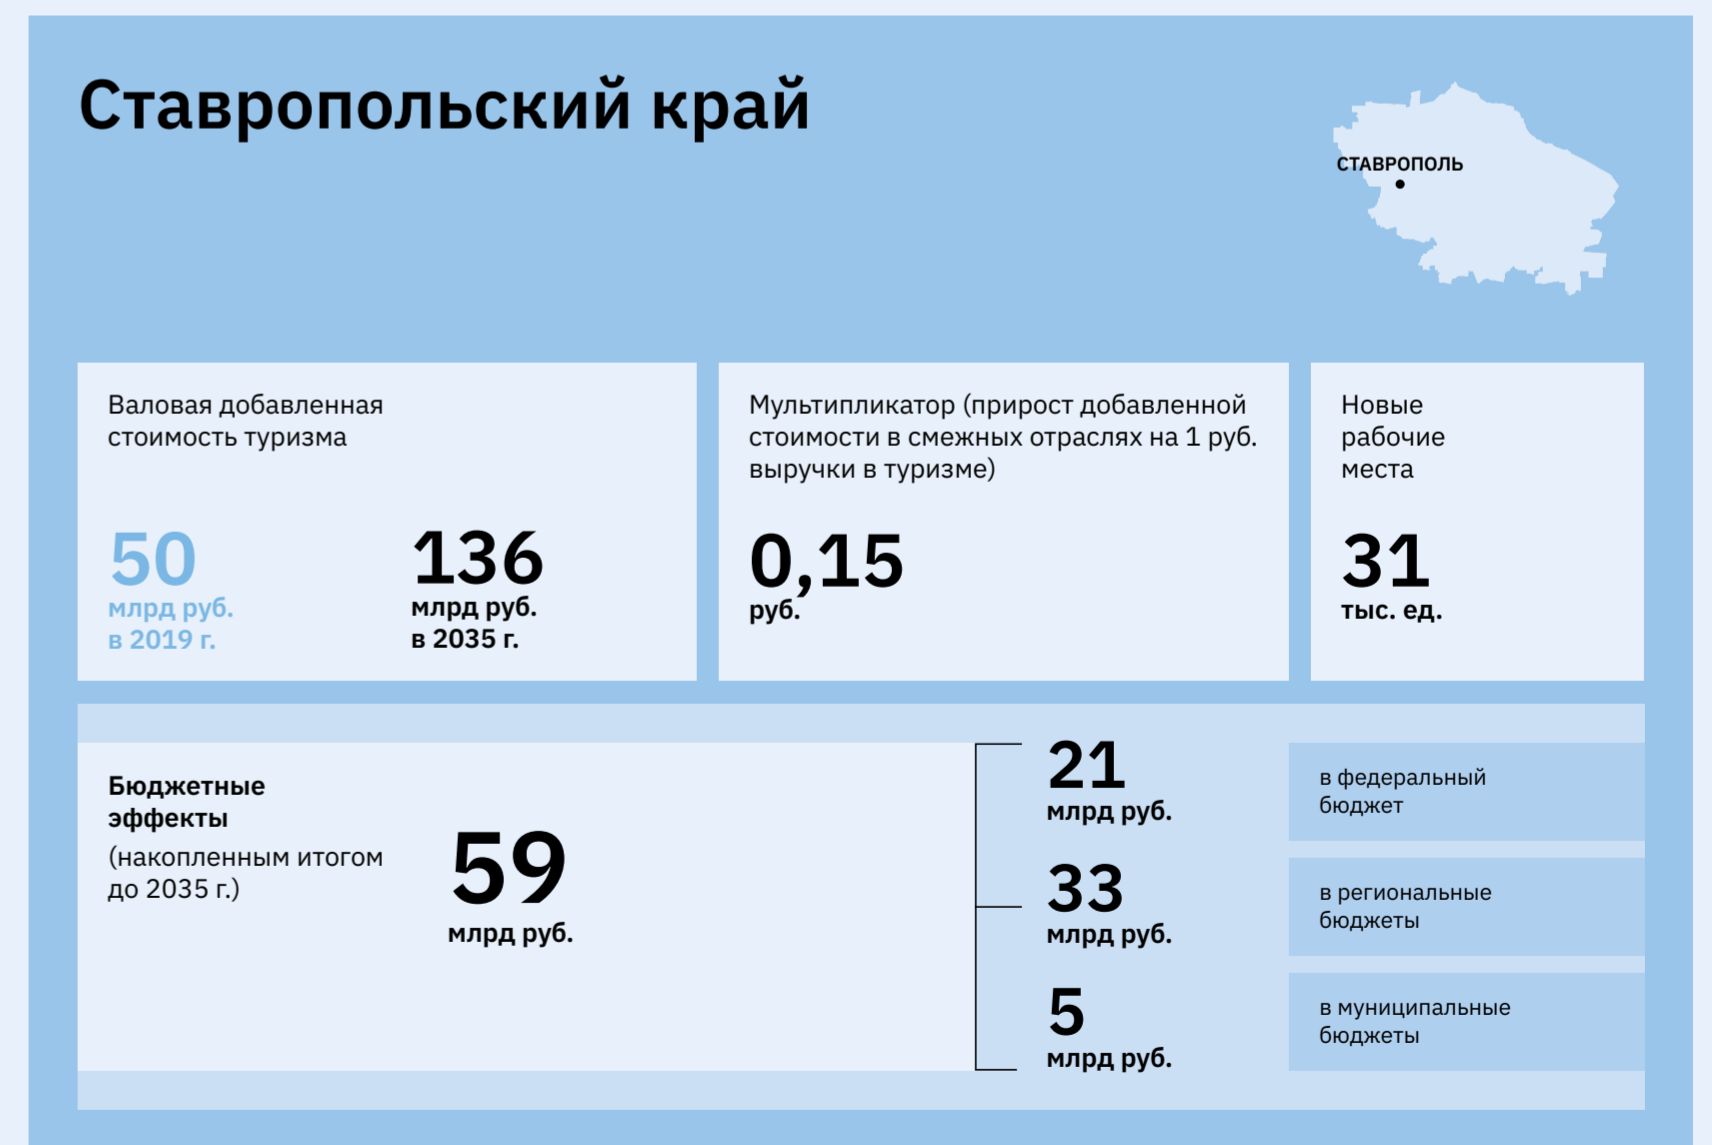 Ставропольский край
СТАВРОПОЛЬ
Валовая добавленная
стоимость туризма
50
млрд руб.
в 2019 г.
136
млрд руб.
в 2035 г.
Мультипликатор (прирост добавленной
стоимости в смежных отраслях на 1 руб.
выручки в туризме)
0,15
руб.
Новые
рабочие
места
31
тыс. ед.
Бюджетные
эффекты
(накопленным итогом
до 2035 г.)
59
млрд руб.
21
млрд руб.
в федеральный
бюджет
33
млрд руб.
в региональные
бюджеты
5
млрд руб.
в муниципальные
бюджеты